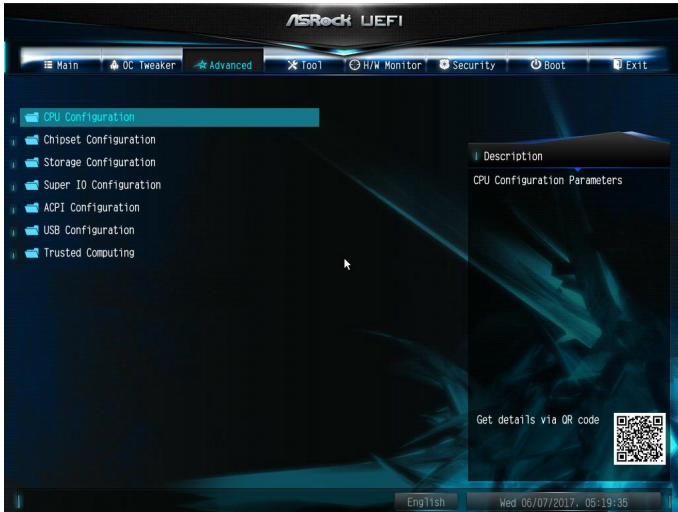 ASRock UEFI
Main OC Tweaker Advanced Tool H/W Monitor Security Boot Exit
CPU Configuration
Chipset Configuration
Storage Configuration
Super IO Configuration
ACPI Configuration
USB Configuration
Trusted Computing
Description
CPU Configuration Parameters
Get details via QR code
English
Wed 06/07/2017. 05:19:35